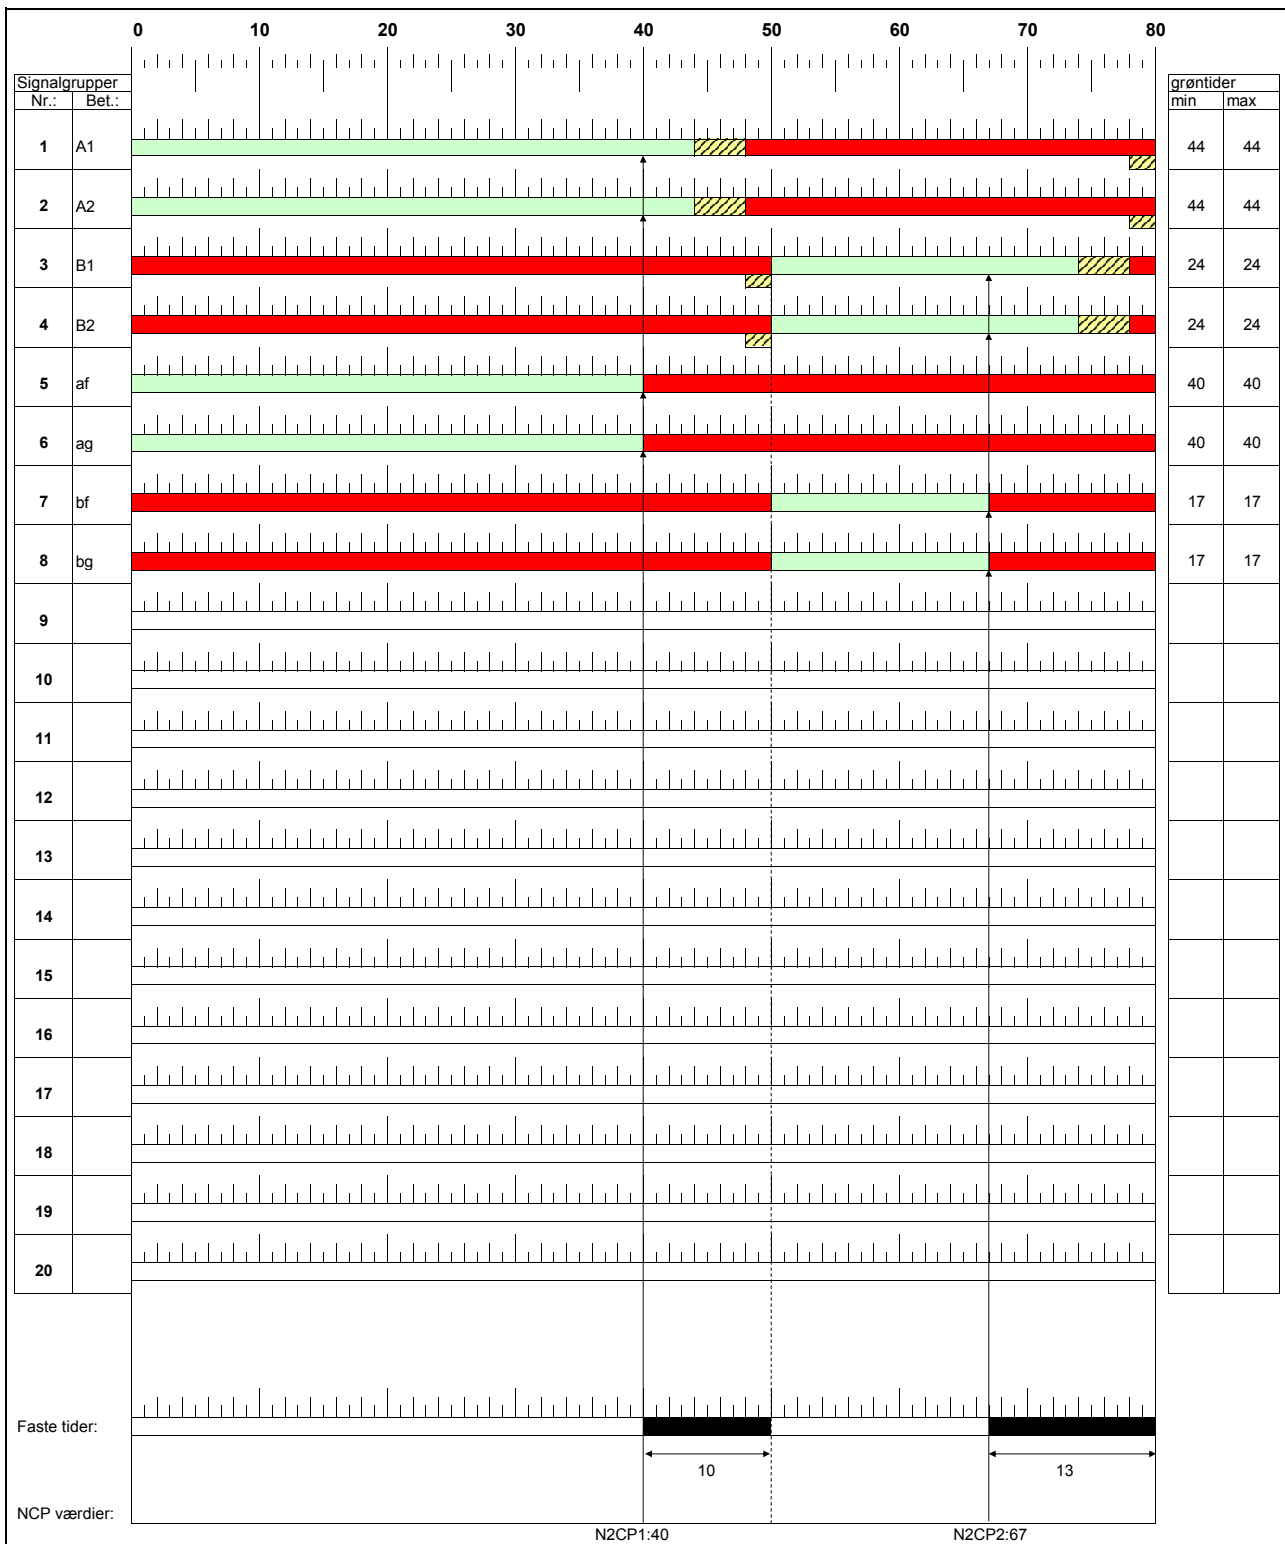 0 10 20 30 40 50 60 70 80
Signalgrupper grøntider
Nr.: Bet.: min max
1 A1 44 44
2 A2 44 44
3 B1 24 24
4 B2 24 24
5 af 40 40
6 ag 40 40
7 bf 17 17
8 bg 17 17
9
10
11
12
13
14
15
16
17
18
19
20
Faste tider:
10 13
NCP værdier:
N2CP1:40 N2CP2:67